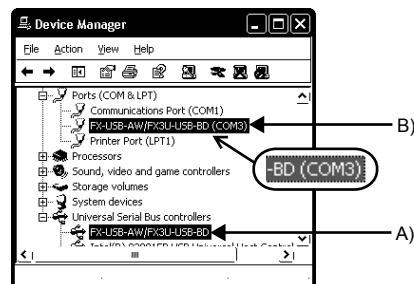 Device Manager
File Action View Help
Ports (COM & LPT)
Communications Port (COM1)
FX-USB-AW/FX3U-USB-BD (COM3)
B)
Printer Port (LPT1)
Processors
-BD (COM3)
Sound, video and game controllers
Storage volumes
System devices
Universal Serial Bus controllers
FX-USB-AW/FX3U-USB-BD
A)